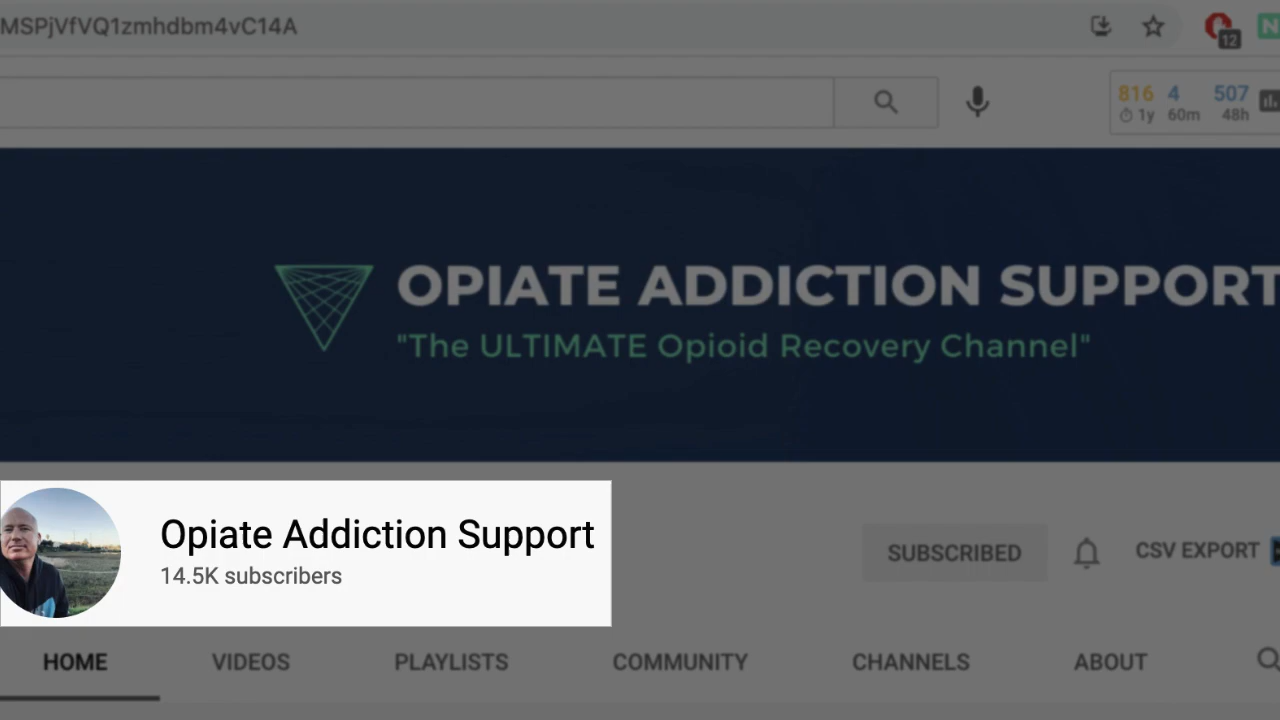 MSPjVfVQ1zmhdbm4vC14A
12
N
816 4 507
1y 60m 48h
OPIATE ADDICTION SUPPORT
"The ULTIMATE Opioid Recovery Channel"
Opiate Addiction Support
14.5K subscribers
SUBSCRIBED
CSV EXPORT
HOME VIDEOS PLAYLISTS COMMUNITY CHANNELS ABOUT